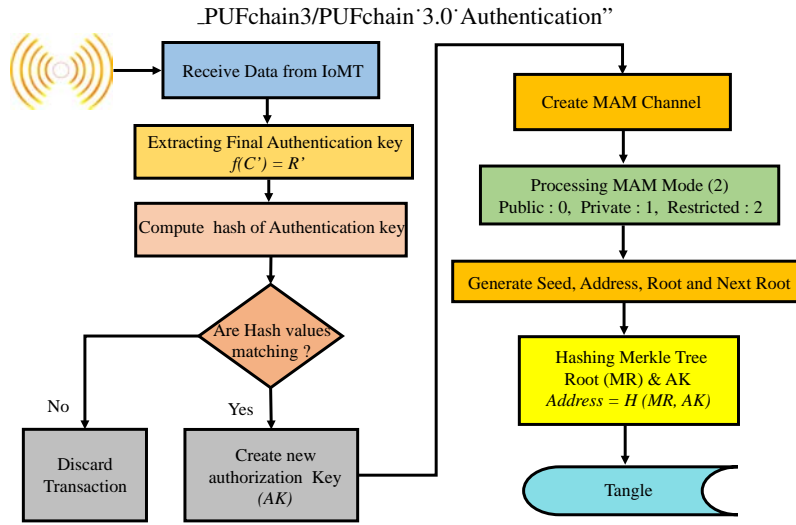 _PUFchain3/PUFchain˙3.0˙Authentication”
Receive Data from IoMT
Extracting Final Authentication key
f(C’) = R’
Compute hash of Authentication key
Are Hash values
matching ?
No
Yes
Discard
Transaction
Create new
authorization Key
(AK)
Create MAM Channel
Processing MAM Mode (2)
Public : 0, Private : 1, Restricted : 2
Generate Seed, Address, Root and Next Root
Hashing Merkle Tree
Root (MR) & AK
Address = H (MR, AK)
Tangle